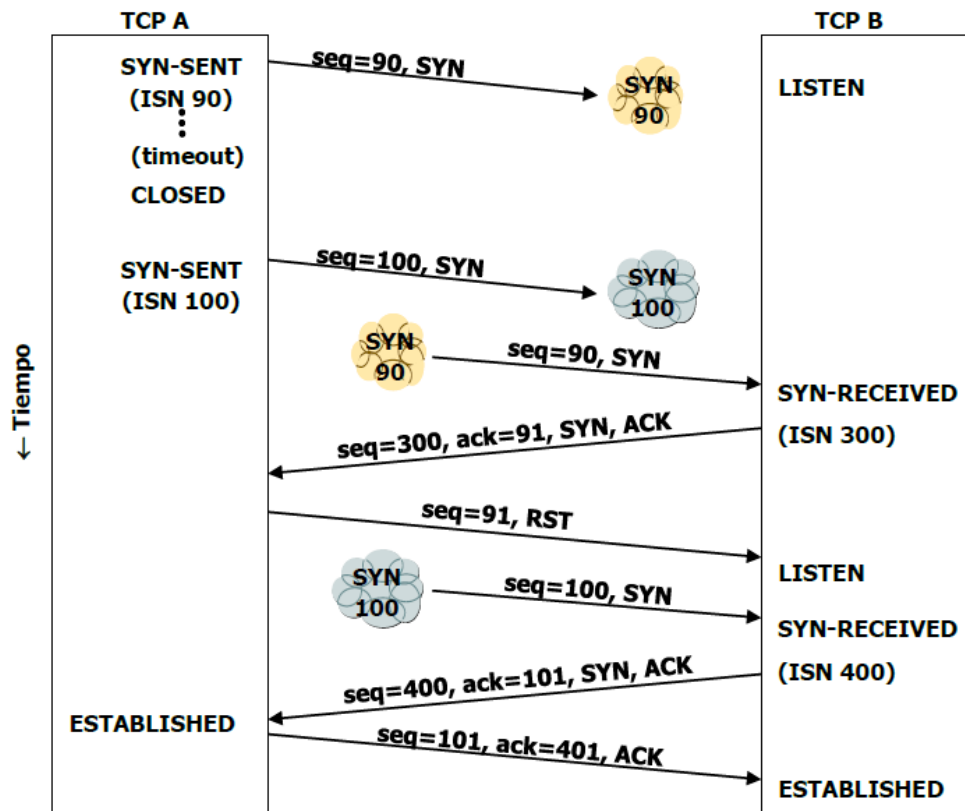 TCP A
TCP B
SYN-SENT
(ISN 90)
(timeout)
CLOSED
seq=90, SYN
SYN
90
LISTEN
SYN-SENT
(ISN 100)
seq=100, SYN
SYN
100
SYN
90
seq=90, SYN
SYN-RECEIVED
(ISN 300)
← Tiempo
seq=300, ack=91, SYN, ACK
seq=91, RST
LISTEN
SYN
100
seq=100, SYN
SYN-RECEIVED
(ISN 400)
seq=400, ack=101, SYN, ACK
ESTABLISHED
seq=101, ack=401, ACK
ESTABLISHED